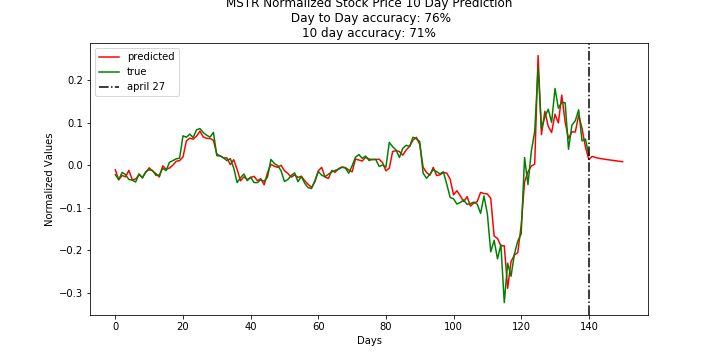 MSTR Normalized Stock Price 10 Day Prediction
Day to Day accuracy: 76%
10 day accuracy: 71%
predicted
true
april 27
0.2
0.1
0.0
−0.1
−0.2
−0.3
Normalized Values
0
20
40
60
80
100
120
140
Days